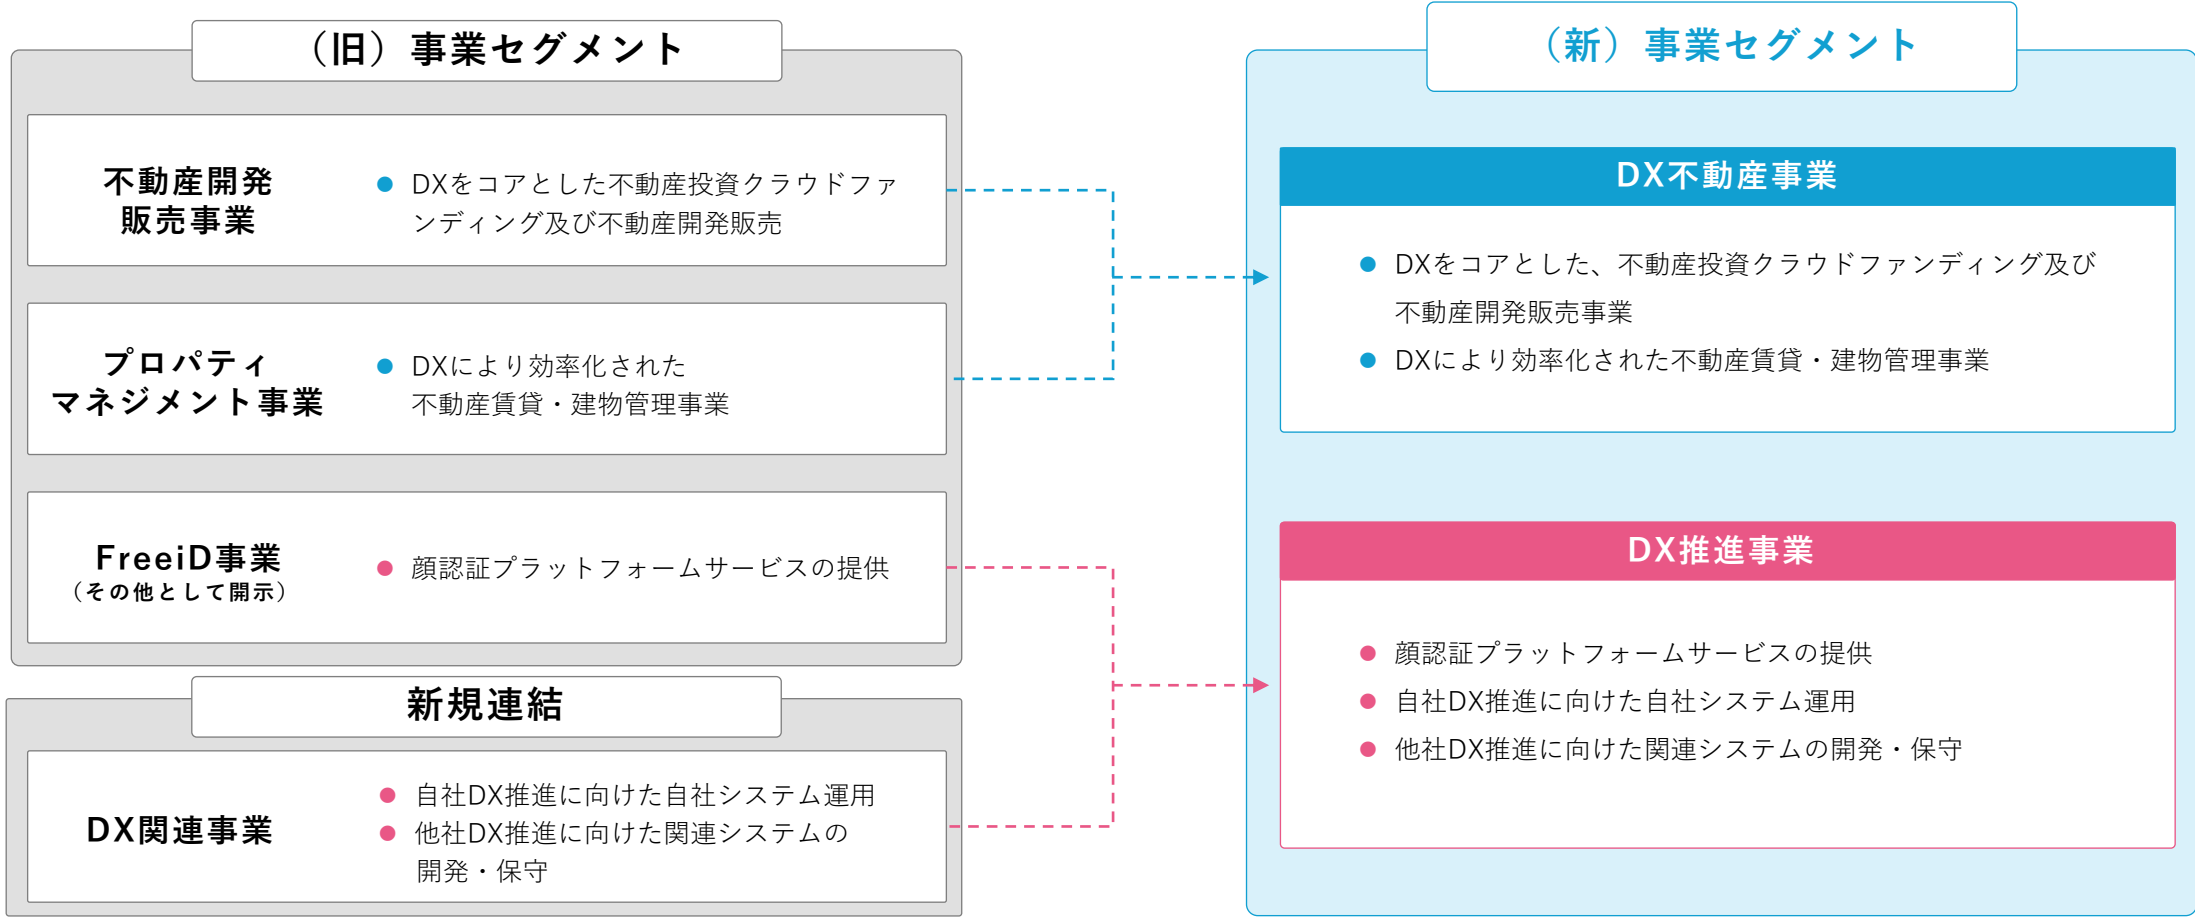 （旧）事業セグメント
不動産開発
販売事業
DXをコアとした不動産投資クラウドファ
ンディング及び不動産開発販売
プロパティ
マネジメント事業
DXにより効率化された
不動産賃貸・建物管理事業
FreeiD事業
（その他として開示）
顔認証プラットフォームサービスの提供
新規連結
DX関連事業
自社DX推進に向けた自社システム運用
他社DX推進に向けた関連システムの
開発・保守
（新）事業セグメント
DX不動産事業
DXをコアとした、不動産投資クラウドファンディング及び
不動産開発販売事業
DXにより効率化された不動産賃貸・建物管理事業
DX推進事業
顔認証プラットフォームサービスの提供
自社DX推進に向けた自社システム運用
他社DX推進に向けた関連システムの開発・保守